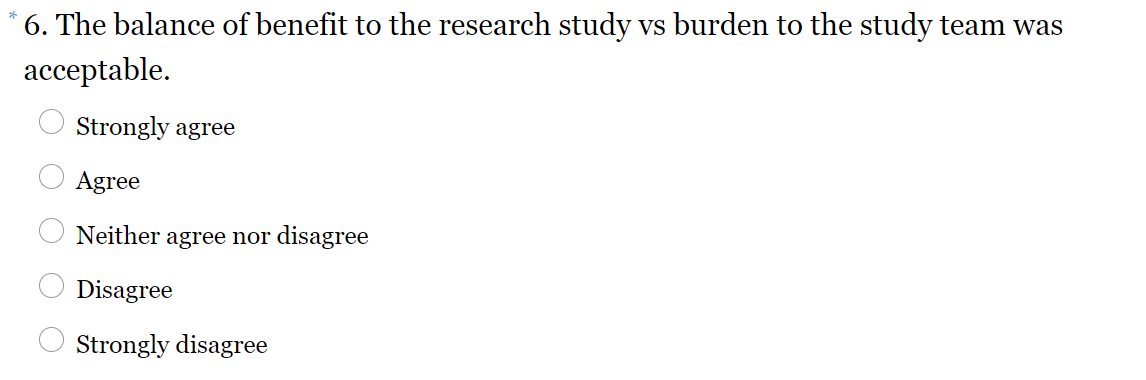 * 6. The balance of benefit to the research study vs burden to the study team was
acceptable.
Strongly agree
Agree
Neither agree nor disagree
Disagree
Strongly disagree